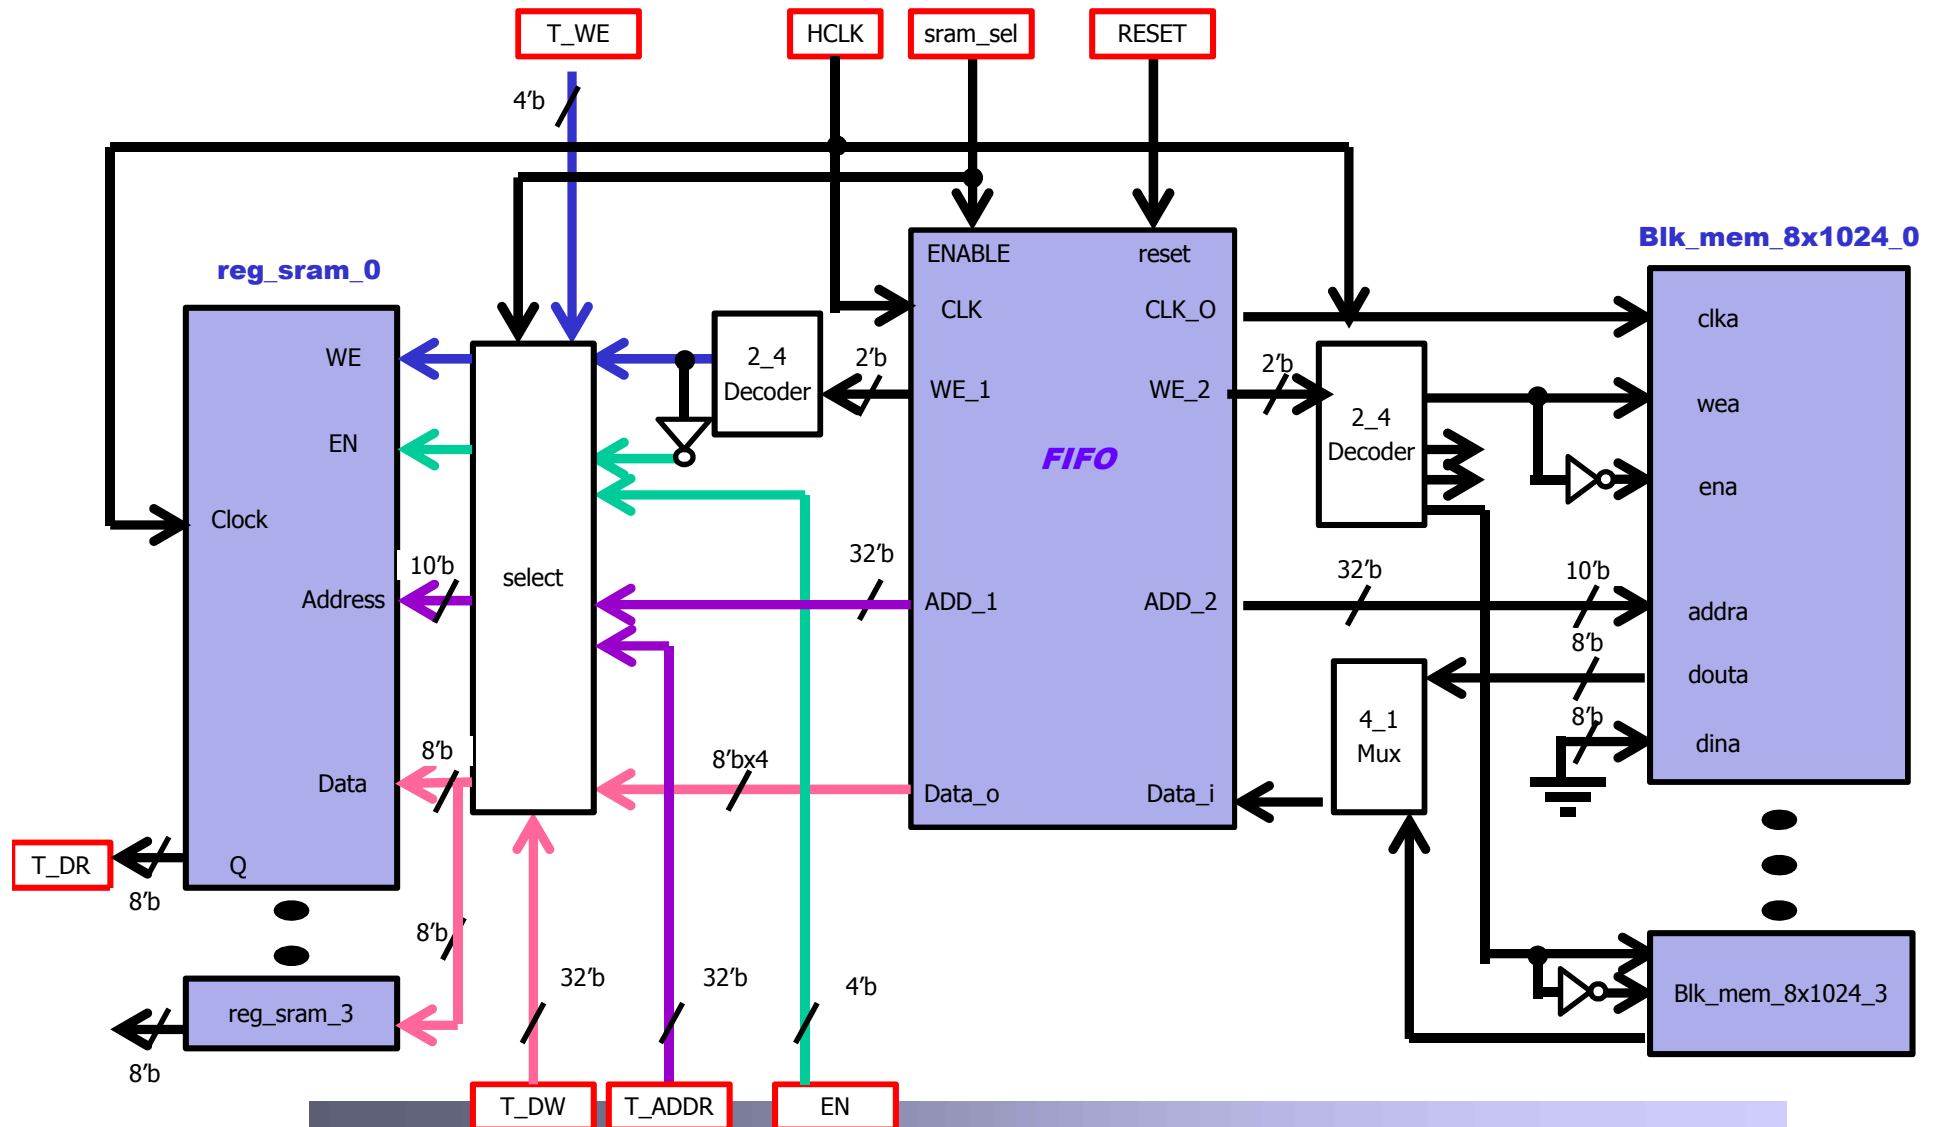 T_WE
HCLK
sram_sel
RESET
4'b
reg_sram_0
Blk_mem_8x1024_0
ENABLE
reset
CLK
CLK_O
clka
WE
2_4
Decoder
2'b
WE_1
WE_2
2'b
2_4
Decoder
wea
EN
FIFO
ena
Clock
10'b
select
32'b
32'b
10'b
Address
ADD_1
ADD_2
addra
8'b
douta
4_1
Mux
8'b
dina
8'b
8'bx4
Data
Data_o
Data_i
T_DR
Q
8'b
8'b
32'b
32'b
4'b
reg_sram_3
Blk_mem_8x1024_3
8'b
T_DW
T_ADDR
EN